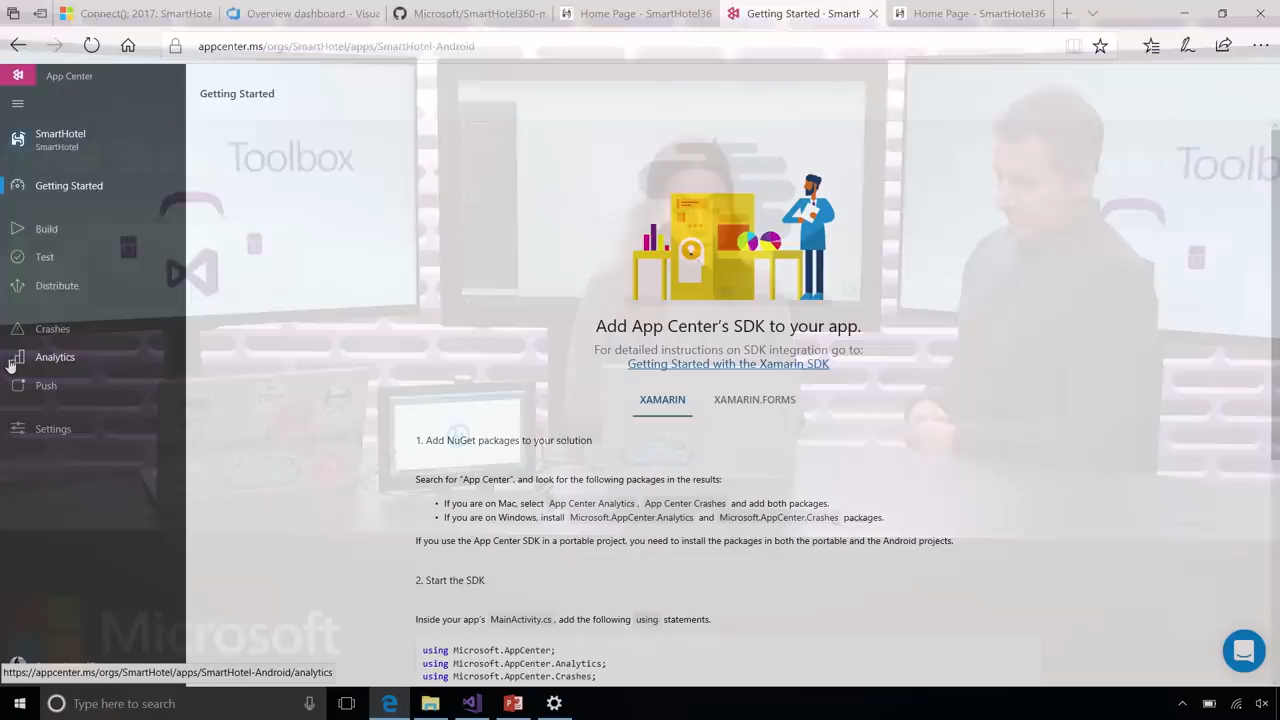 Dashboard
Connect(); 2017:
Overview dashboard - Visua
Microsoft/SmartHotel360-m
Home Page - SmartHotel36
Getting Started - SmartH
Home Page - SmartHotel365
appcenter.ms/orgs/SmartHotel/apps/SmartHotel-Android
App Center
Getting Started
SmartHotel
SmartHotel
Getting Started
Build
Test
Distribute
Crashes
Analytics
Push
Settings
Toolbox
Toolbox
Add App Center's SDK to your app.
For detailed instructions on SDK integration go to:
Getting Started with the Xamarin SDK
XAMARIN
XAMARIN.FORMS
1. Add NuGet packages to your solution
Search for "App Center", and look for the following packages in the results:
• If you are on Mac, select App Center Analytics , App Center Crashes and add both packages.
• If you are on Windows, install Microsoft.AppCenter.Analytics and Microsoft.AppCenter.Crashes packages.
If you use the App Center SDK in a portable project, you need to install the packages in both the portable and the Android projects.
2. Start the SDK
Inside your app's MainActivity.cs , add the following using statements.
using Microsoft.AppCenter;
using Microsoft.AppCenter.Analytics;
using Microsoft.AppCenter.Crashes;
Microsoft
https://appcenter.ms/orgs/SmartHotel/apps/SmartHotel-Android/analytics
Type here to search